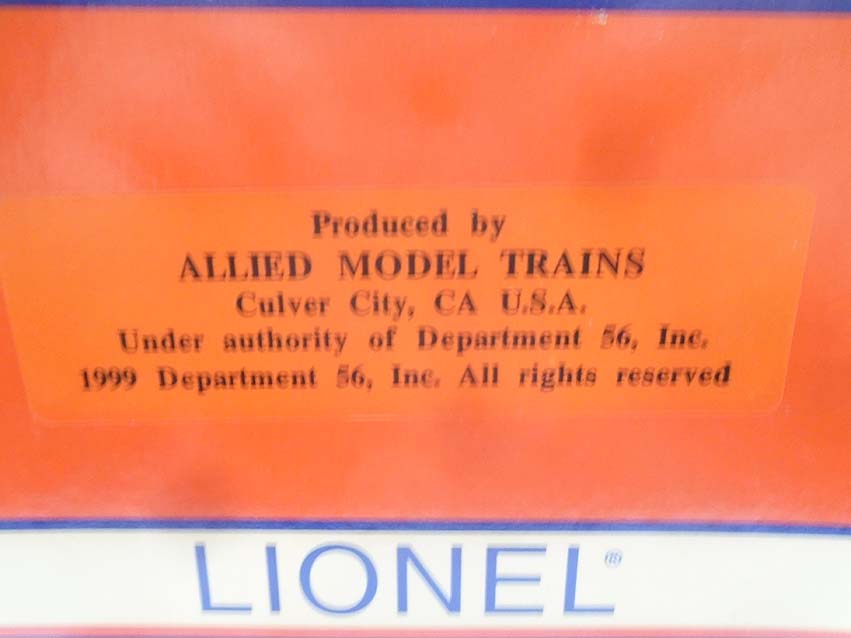 Produced by
ALLIED MODEL TRAINS
Culver City, CA U.S.A.
Under authority of Department 56, Inc.
1999 Department 56, Inc. All rights reserved
LIONEL®